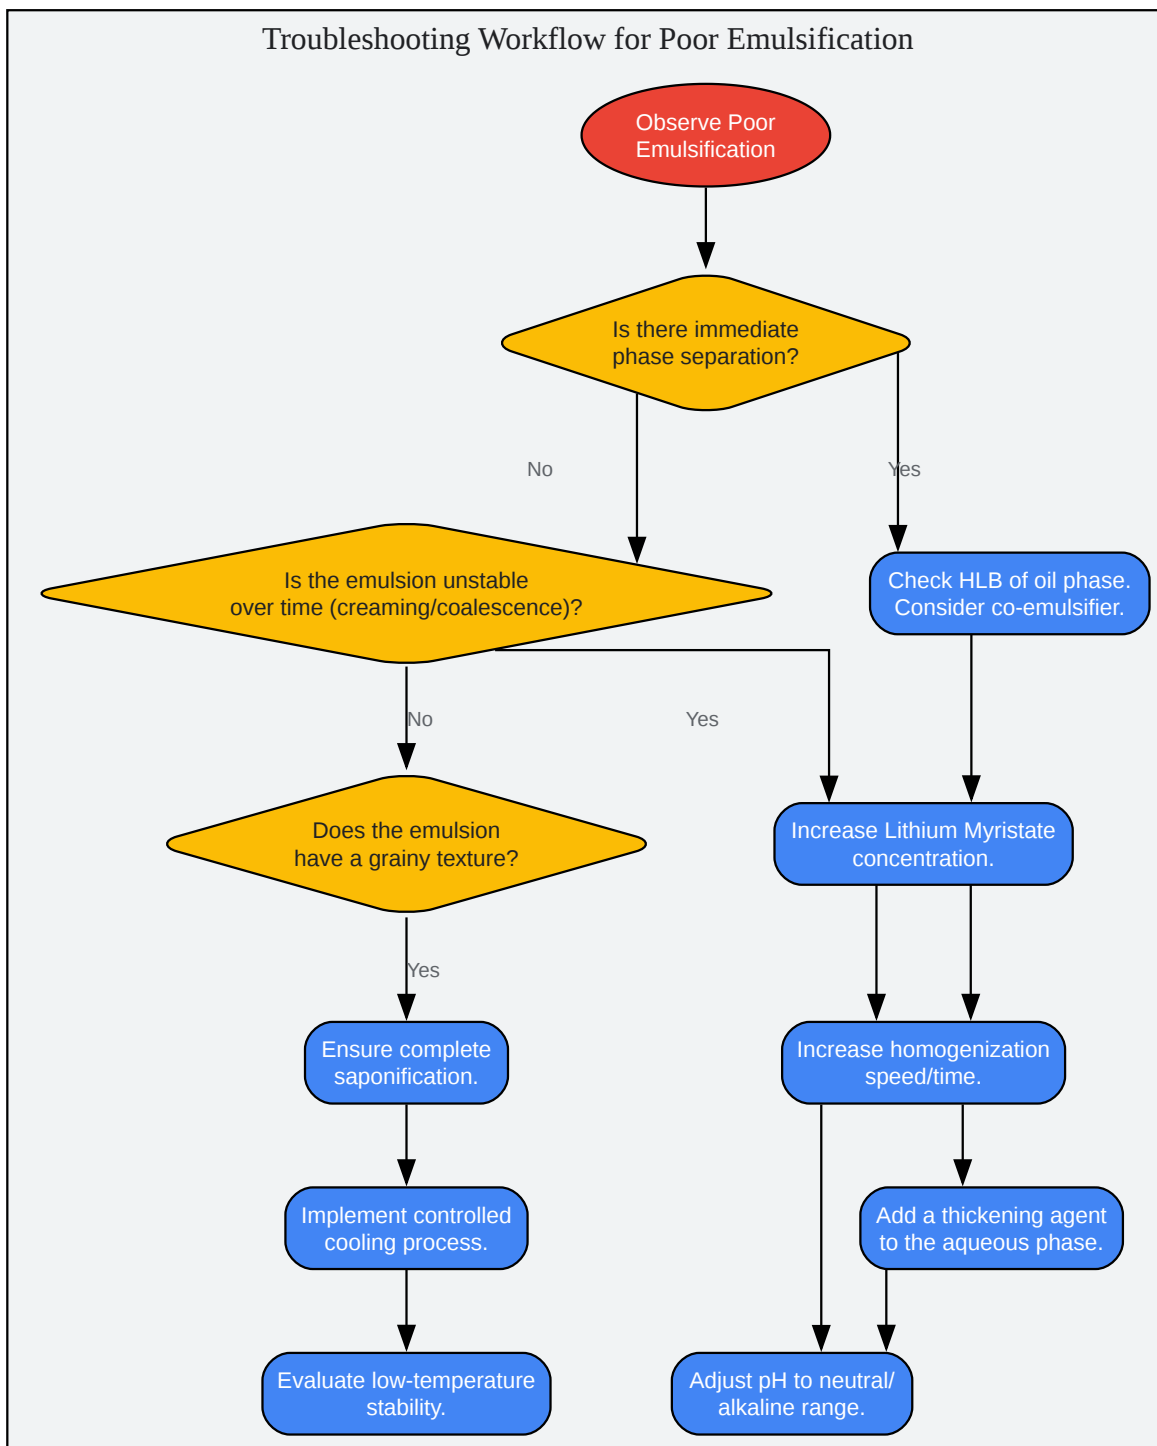 Troubleshooting Workflow for Poor Emulsification
Observe Poor
Emulsification
Is there immediate
phase separation?
No
Yes
Is the emulsion unstable
over time (creaming/coalescence)?
Check HLB of oil phase.
Consider co-emulsifier.
No
Yes
Does the emulsion
have a grainy texture?
Increase Lithium Myristate
concentration.
Yes
Ensure complete
saponification.
Increase homogenization
speed/time.
Implement controlled
cooling process.
Add a thickening agent
to the aqueous phase.
Evaluate low-temperature
stability.
Adjust pH to neutral/
alkaline range.